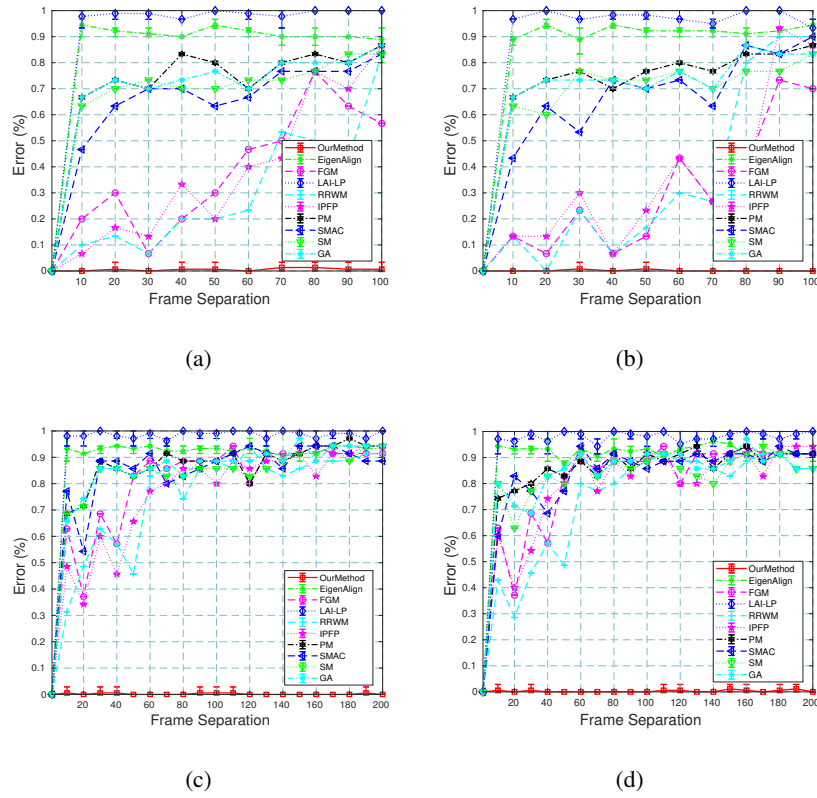 1
0.9
0.8
0.7
0.6
0.5
0.4
0.3
0.2
0.1
0
Error (%)
10 20 30 40 50 60 70 80 90 100
Frame Separation
OurMethod
EigenAlign
FGM
LAI-LP
RRWM
IPFP
PM
SMAC
SM
GA
(a)
1
0.9
0.8
0.7
0.6
0.5
0.4
0.3
0.2
0.1
0
Error (%)
10 20 30 40 50 60 70 80 90 100
Frame Separation
OurMethod
EigenAlign
FGM
LAI-LP
RRWM
IPFP
PM
SMAC
SM
GA
(b)
1
0.9
0.8
0.7
0.6
0.5
0.4
0.3
0.2
0.1
0
Error (%)
20 40 60 80 100 120 140 160 180 200
Frame Separation
OurMethod
EigenAlign
FGM
LAI-LP
RRWM
IPFP
PM
SMAC
SM
GA
(c)
1
0.9
0.8
0.7
0.6
0.5
0.4
0.3
0.2
0.1
0
Error (%)
20 40 60 80 100 120 140 160 180 200
Frame Separation
OurMethod
EigenAlign
FGM
LAI-LP
RRWM
IPFP
PM
SMAC
SM
GA
(d)